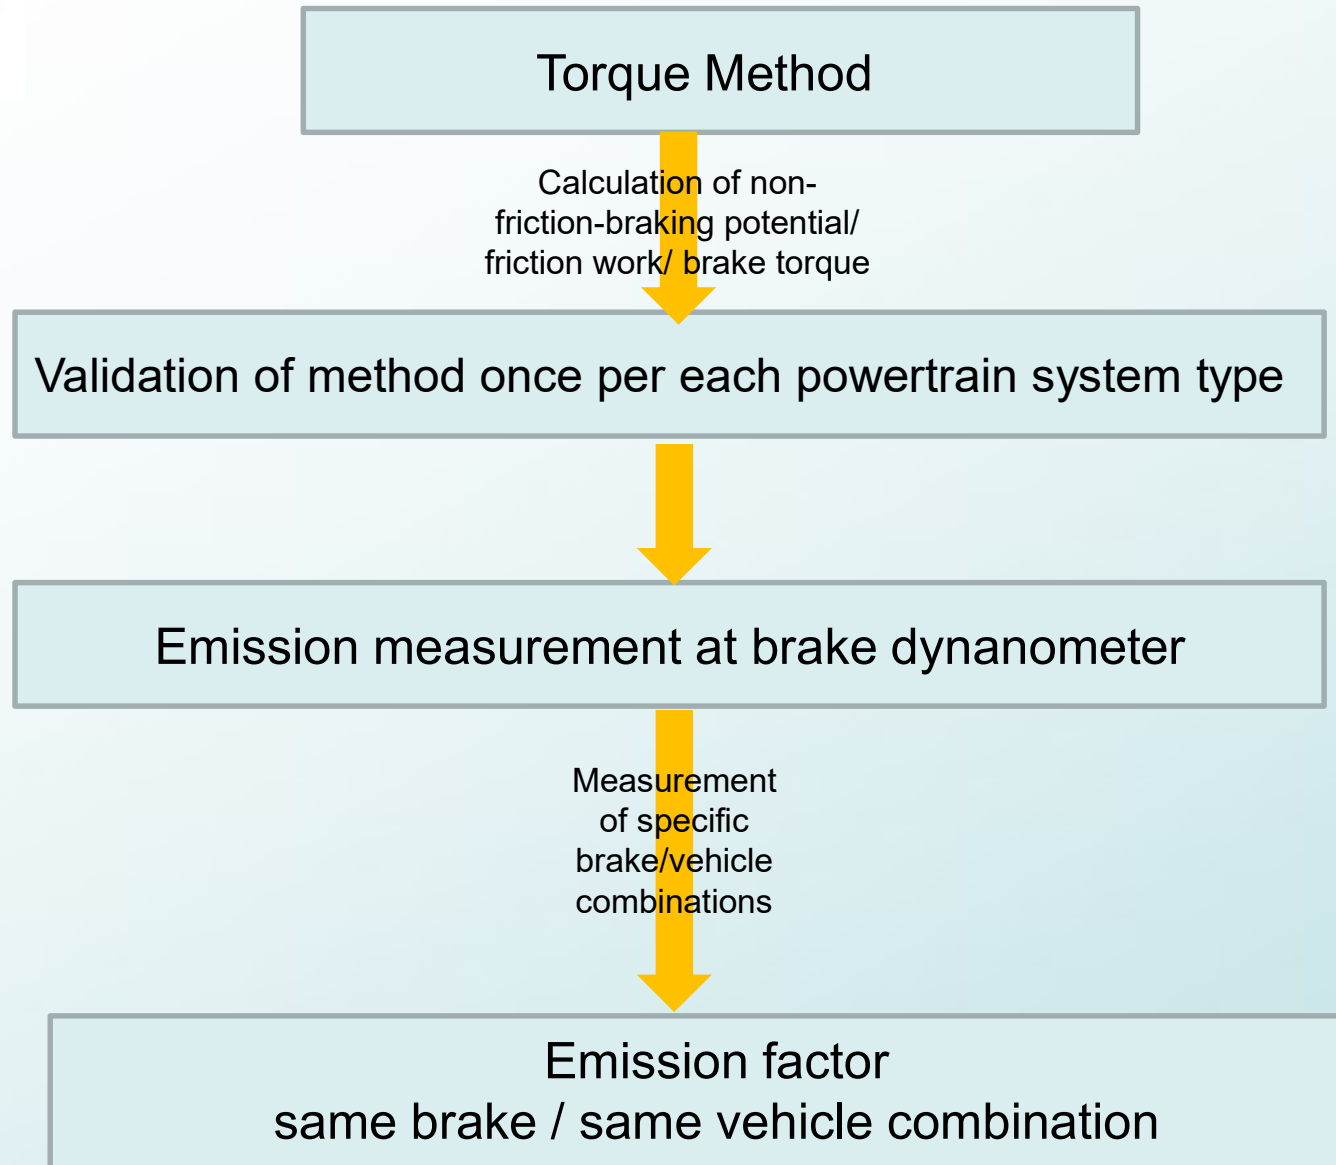 Torque Method
Calculation of non-
friction-braking potential/
friction work/ brake torque
Validation of method once per each powertrain system type
Emission measurement at brake dynanometer
Measurement
of specific
brake/vehicle
combinations
Emission factor
same brake / same vehicle combination